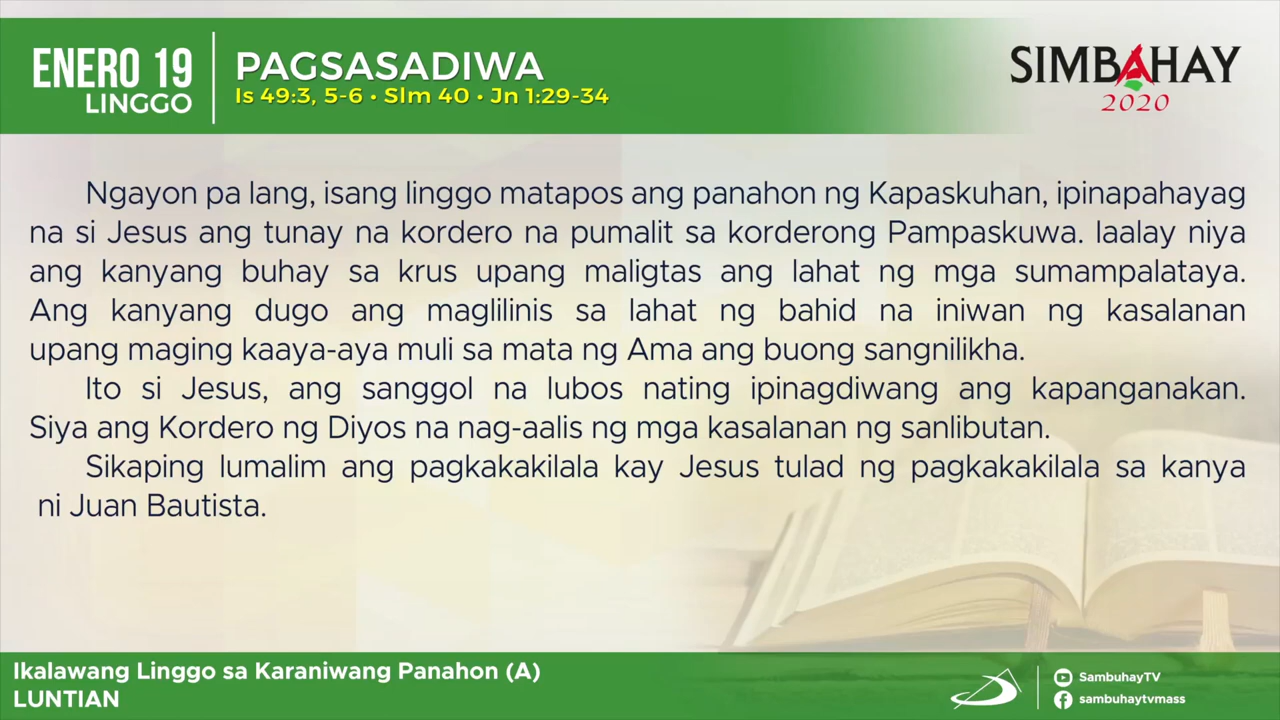 ENERO 19
LINGGO
PAGSASADIWA
Is 49:3, 5-6 • Slm 40 • Jn 1:29-34
SIMBAHAY
2020
Ngayon pa lang, isang linggo matapos ang panahon ng Kapaskuhan, ipinapahayag
na si Jesus ang tunay na kordero na pumalit sa korderong Pampaskuwa. Iaalay niya
ang kanyang buhay sa krus upang maligtas ang lahat ng mga sumampalataya.
Ang kanyang dugo ang maglilinis sa lahat ng bahid na iniwan ng kasalanan
upang maging kaaya-aya muli sa mata ng Ama ang buong sangnilikha.
Ito si Jesus, ang sanggol na lubos nating ipinagdiwang ang kapanganakan.
Siya ang Kordero ng Diyos na nag-aalis ng mga kasalanan ng sanlibutan.
Sikaping lumalim ang pagkakakilala kay Jesus tulad ng pagkakakilala sa kanya
ni Juan Bautista.
Ikalawang Linggo sa Karaniwang Panahon (A)
LUNTIAN
SambuhayTV
sambuhaytvmass